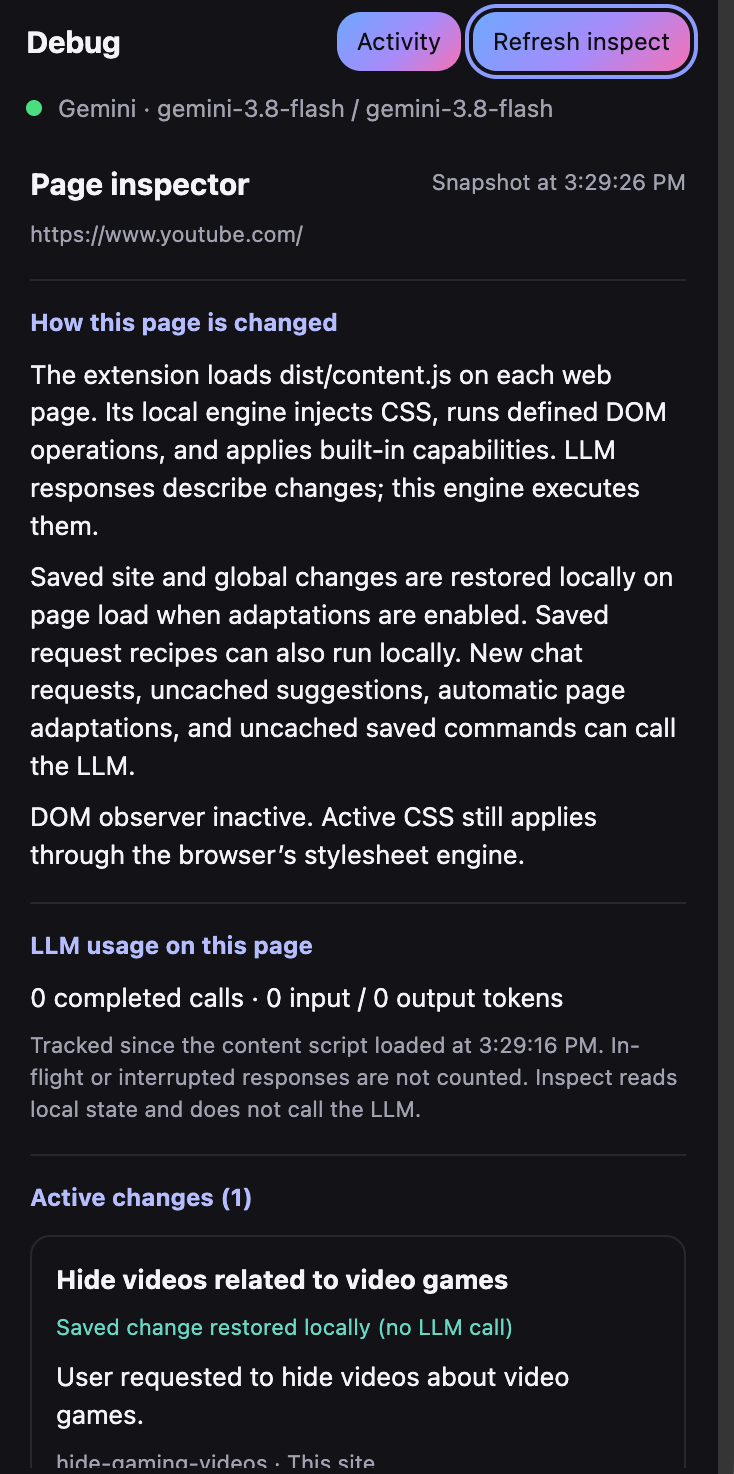 Debug
Activity
Refresh inspect
Gemini · gemini-3.8-flash / gemini-3.8-flash
Page inspector
Snapshot at 3:29:26 PM
https://www.youtube.com/
How this page is changed
The extension loads dist/content.js on each web
page. Its local engine injects CSS, runs defined DOM
operations, and applies built-in capabilities. LLM
responses describe changes; this engine executes
them.
Saved site and global changes are restored locally on
page load when adaptations are enabled. Saved
request recipes can also run locally. New chat
requests, uncached suggestions, automatic page
adaptations, and uncached saved commands can call
the LLM.
DOM observer inactive. Active CSS still applies
through the browser’s stylesheet engine.
LLM usage on this page
0 completed calls · 0 input / 0 output tokens
Tracked since the content script loaded at 3:29:16 PM. In-
flight or interrupted responses are not counted. Inspect reads
local state and does not call the LLM.
Active changes (1)
Hide videos related to video games
Saved change restored locally (no LLM call)
User requested to hide videos about video
games.
hide-gaming-videos · This site